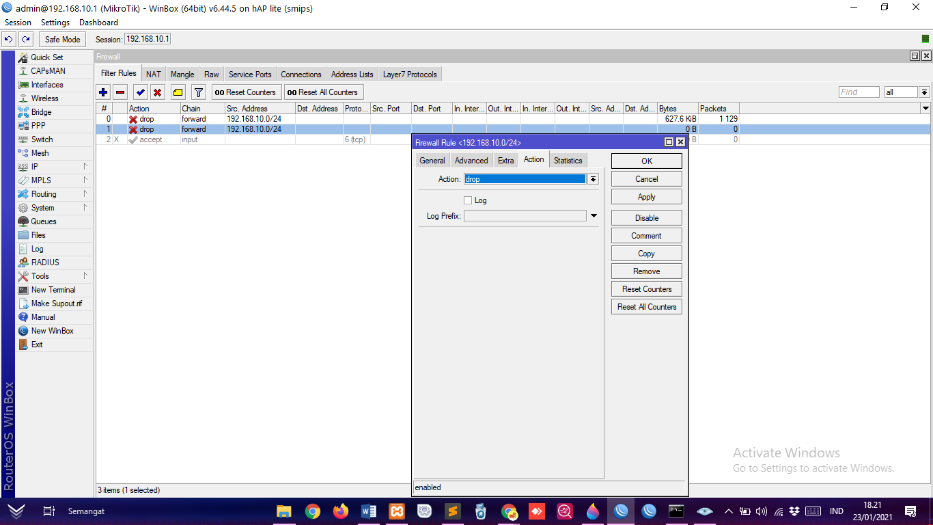 admin@192.168.10.1 (MikroTik) - WinBox (64bit) v6.44.5 on hAP lite (smips)
Session Settings Dashboard
Safe Mode Session: 192.168.10.1
Quick Set
CAPsMAN
Interfaces
Wireless
Bridge
PPP
Switch
Mesh
IP
MPLS
Routing
System
Queues
Files
Log
RADIUS
Tools
New Terminal
Make Supout.rif
Manual
New WinBox
Exit
RouterOS WinBox
Firewall
Filter Rules NAT Mangle Raw Service Ports Connections Address Lists Layer7 Protocols
00 Reset Counters 00 Reset All Counters Find all
# Action Chain Src. Address Dst. Address Proto... Src. Port Dst. Port In. Inter... Out. Int... In. Inter... Out. Int... Src. Ad... Dst. Ad... Bytes Packets
0 drop forward 192.168.10.0/24 627.6 KiB 1 129
1 drop forward 192.168.10.0/24 0 B 0
2 X accept input 6 (tcp) B 0
Firewall Rule <192.168.10.0/24>
General Advanced Extra Action Statistics
Action: drop
Log
Log Prefix:
OK
Cancel
Apply
Disable
Comment
Copy
Remove
Reset Counters
Reset All Counters
enabled
3 items (1 selected)
Activate Windows
Go to Settings to activate Windows.
Semangat
IND
18.21
23/01/2021